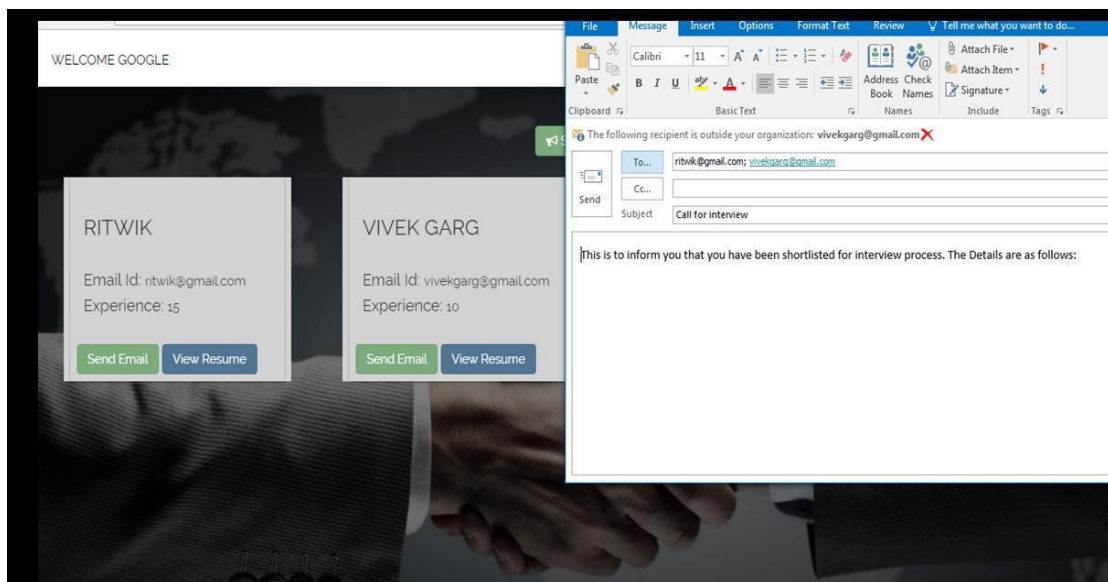 WELCOME GOOGLE
RITWIK
Email Id: ritwik@gmail.com
Experience: 15
Send Email View Resume
VIVEK GARG
Email Id: vivekgarg@gmail.com
Experience: 10
Send Email View Resume
File Message Insert Options Format Text Review Tell me what you want to do...
Calibri 11 A A
Attach File
Attach Item
Signature
Paste
B I U A
Address Book
Check Names
Clipboard Basic Text Names Include Tags
The following recipient is outside your organization: vivekgarg@gmail.com
To... ritwik@gmail.com; vivekgarg@gmail.com
Cc...
Send
Subject Call for interview
This is to inform you that you have been shortlisted for interview process. The Details are as follows: